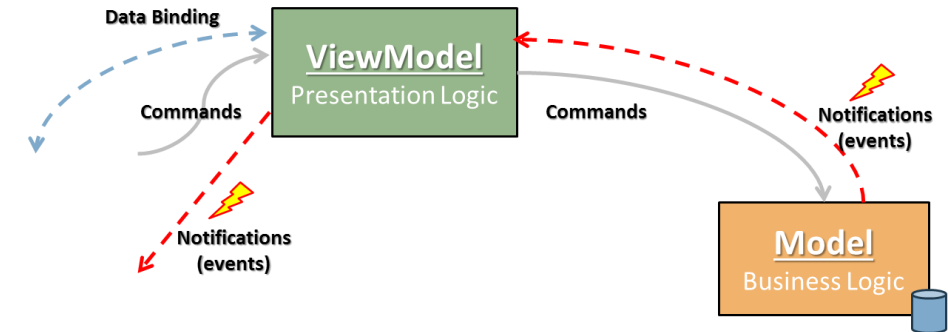 Data Binding
ViewModel
Presentation Logic
Commands
Commands
Notifications
(events)
Notifications
(events)
Model
Business Logic